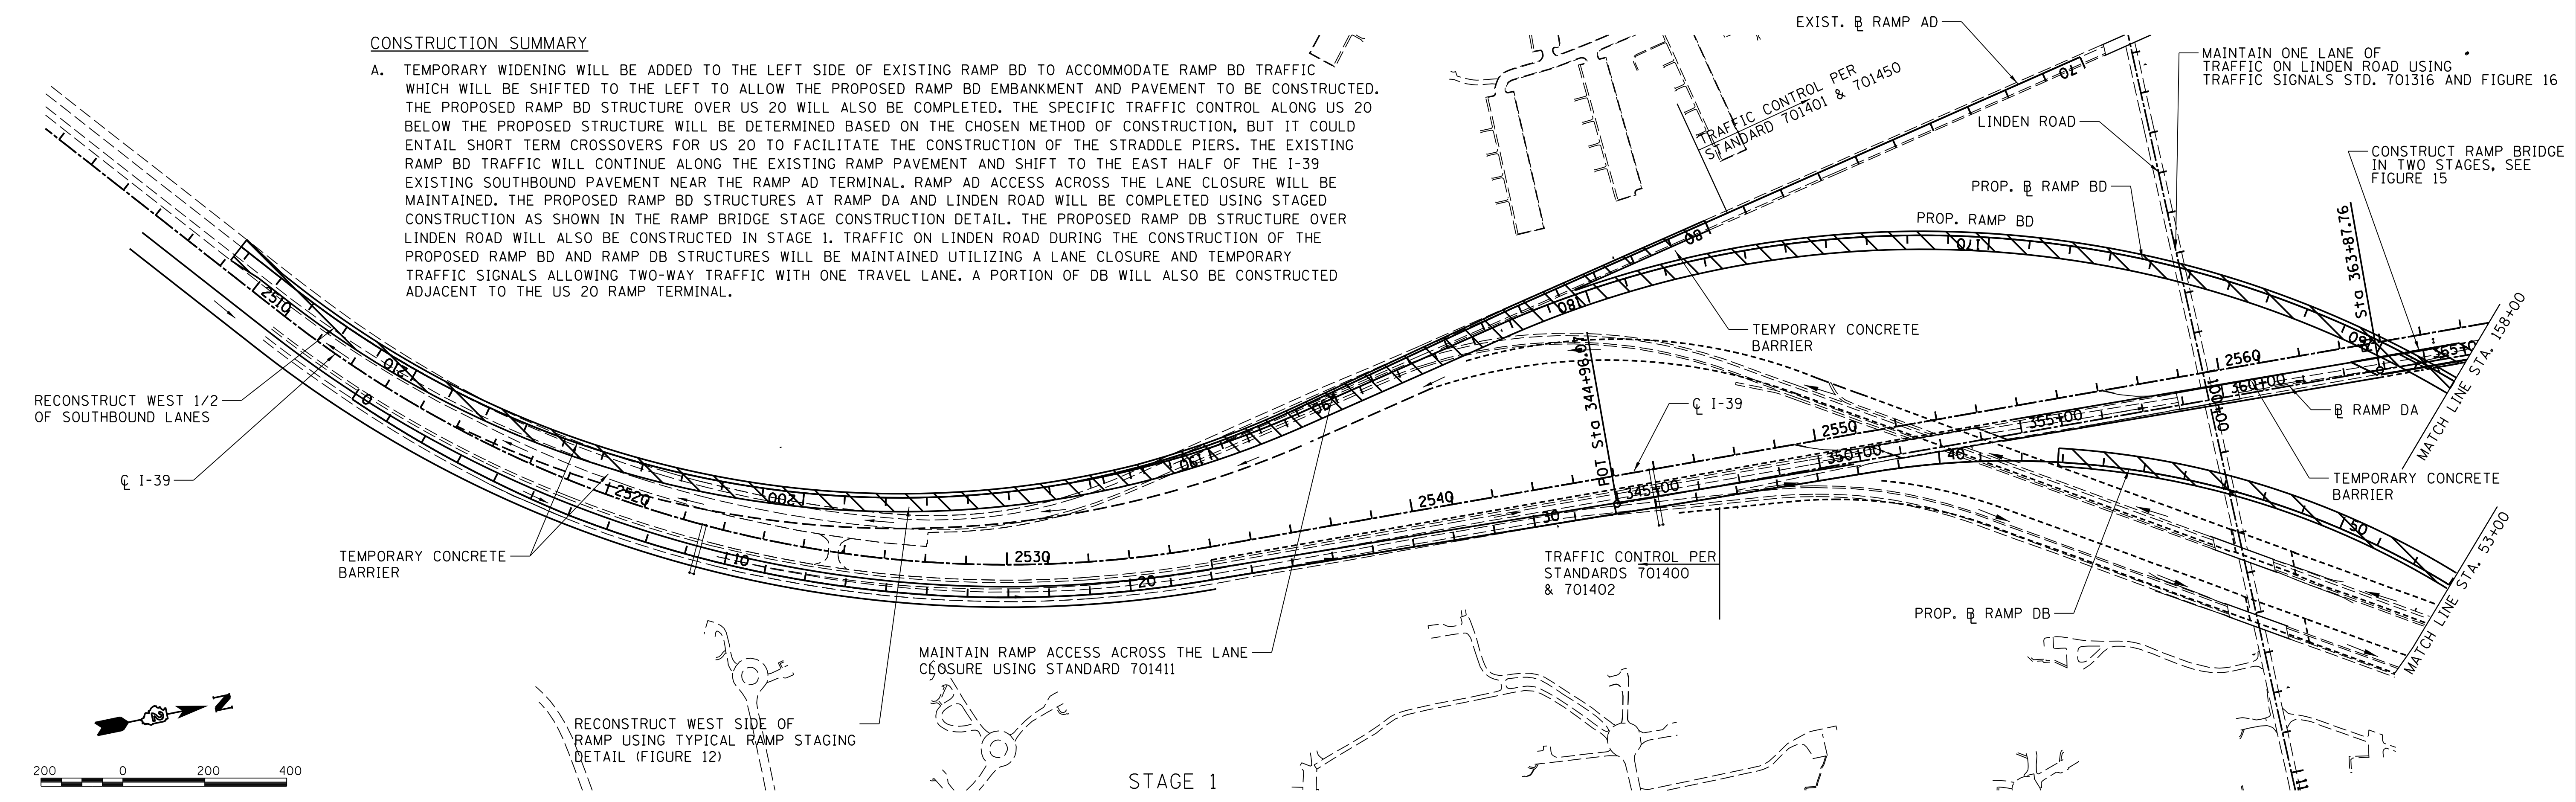 CONSTRUCTION SUMMARY
A. TEMPORARY WIDENING WILL BE ADDED TO THE LEFT SIDE OF EXISTING RAMP BD TO ACCOMMODATE RAMP BD TRAFFIC
WHICH WILL BE SHIFTED TO THE LEFT TO ALLOW THE PROPOSED RAMP BD EMBANKMENT AND PAVEMENT TO BE CONSTRUCTED.
THE PROPOSED RAMP BD STRUCTURE OVER US 20 WILL ALSO BE COMPLETED. THE SPECIFIC TRAFFIC CONTROL ALONG US 20
BELOW THE PROPOSED STRUCTURE WILL BE DETERMINED BASED ON THE CHOSEN METHOD OF CONSTRUCTION, BUT IT COULD
ENTAIL SHORT TERM CROSSOVERS FOR US 20 TO FACILITATE THE CONSTRUCTION OF THE STRADDLE PIERS. THE EXISTING
RAMP BD TRAFFIC WILL CONTINUE ALONG THE EXISTING RAMP PAVEMENT AND SHIFT TO THE EAST HALF OF THE I-39
EXISTING SOUTHBOUND PAVEMENT NEAR THE RAMP AD TERMINAL. RAMP AD ACCESS ACROSS THE LANE CLOSURE WILL BE
MAINTAINED. THE PROPOSED RAMP BD STRUCTURES AT RAMP DA AND LINDEN ROAD WILL BE COMPLETED USING STAGED
CONSTRUCTION AS SHOWN IN THE RAMP BRIDGE STAGE CONSTRUCTION DETAIL. THE PROPOSED RAMP DB STRUCTURE OVER
LINDEN ROAD WILL ALSO BE CONSTRUCTED IN STAGE 1. TRAFFIC ON LINDEN ROAD DURING THE CONSTRUCTION OF THE
PROPOSED RAMP BD AND RAMP DB STRUCTURES WILL BE MAINTAINED UTILIZING A LANE CLOSURE AND TEMPORARY
TRAFFIC SIGNALS ALLOWING TWO-WAY TRAFFIC WITH ONE TRAVEL LANE. A PORTION OF DB WILL ALSO BE CONSTRUCTED
ADJACENT TO THE US 20 RAMP TERMINAL.
EXIST. ℄ RAMP AD
70
MAINTAIN ONE LANE OF
TRAFFIC ON LINDEN ROAD USING
TRAFFIC SIGNALS STD. 701316 AND FIGURE 16
TRAFFIC CONTROL PER
STANDARD 701401 & 701450
LINDEN ROAD
CONSTRUCT RAMP BRIDGE
IN TWO STAGES, SEE
FIGURE 15
PROP. ℄ RAMP BD
PROP. RAMP BD
80
170
Sta 363+87.76
2510
180
TEMPORARY CONCRETE
BARRIER
MATCH LINE STA. 158+00
2560
365+0
360+00
210
0
RECONSTRUCT WEST 1/2
OF SOUTHBOUND LANES
POT Sta 344+96.07
℄ I-39
℄ RAMP DA
100+00
355+00
2550
350+00
40
190
℄ I-39
2520
200
2540
345+00
30
TEMPORARY CONCRETE
BARRIER
50
MATCH LINE STA. 53+00
TEMPORARY CONCRETE
BARRIER
10
2530
20
TRAFFIC CONTROL PER
STANDARDS 701400
& 701402
PROP. ℄ RAMP DB
MAINTAIN RAMP ACCESS ACROSS THE LANE
CLOSURE USING STANDARD 701411
N
RECONSTRUCT WEST SIDE OF
RAMP USING TYPICAL RAMP STAGING
DETAIL (FIGURE 12)
200 0 200 400
STAGE 1